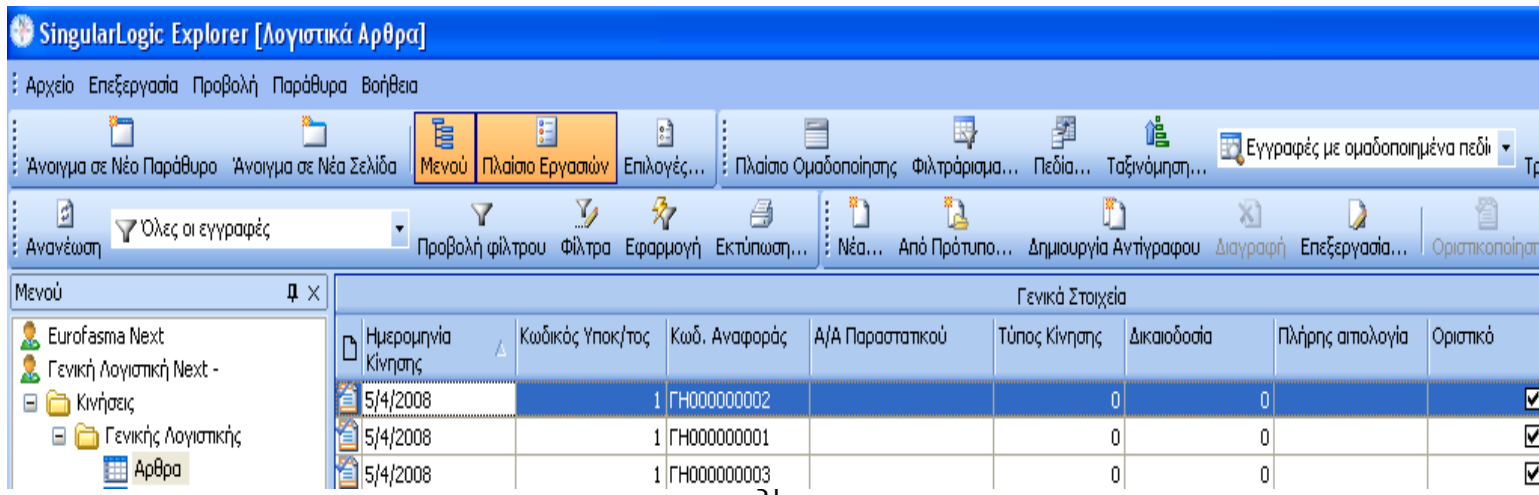 SingularLogic Explorer [Λογιστικά Αρθρα]
Αρχείο Επεξεργασία Προβολή Παράθυρα Βοήθεια
Άνοιγμα σε Νέο Παράθυρο Άνοιγμα σε Νέα Σελίδα Μενού Πλαίσιο Εργασιών Επιλογές... Πλαίσιο Ομαδοποίησης Φιλτράρισμα... Πεδία... Ταξινόμηση... Εγγραφές με ομαδοποιημένα πεδί
Ανανέωση Όλες οι εγγραφές Προβολή φίλτρου Φίλτρα Εφαρμογή Εκτύπωση... Νέα... Από Πρότυπο... Δημιουργία Αντίγραφου Διαγραφή Επεξεργασία... Οριστικοποίηση
Μενού Γενικά Στοιχεία
Eurofasma Next
Γενική Λογιστική Next -
Κινήσεις
Γενικής Λογιστικής
Αρθρα
Ημερομηνία Κίνησης Κωδικός Υποκ/τος Κωδ. Αναφοράς Α/Α Παραστατικού Τύπος Κίνησης Δικαιοδοσία Πλήρης αιτιολογία Οριστικό
5/4/2008 1 ΓΗ000000002 0 0
5/4/2008 1 ΓΗ000000001 0 0
5/4/2008 1 ΓΗ000000003 0 0